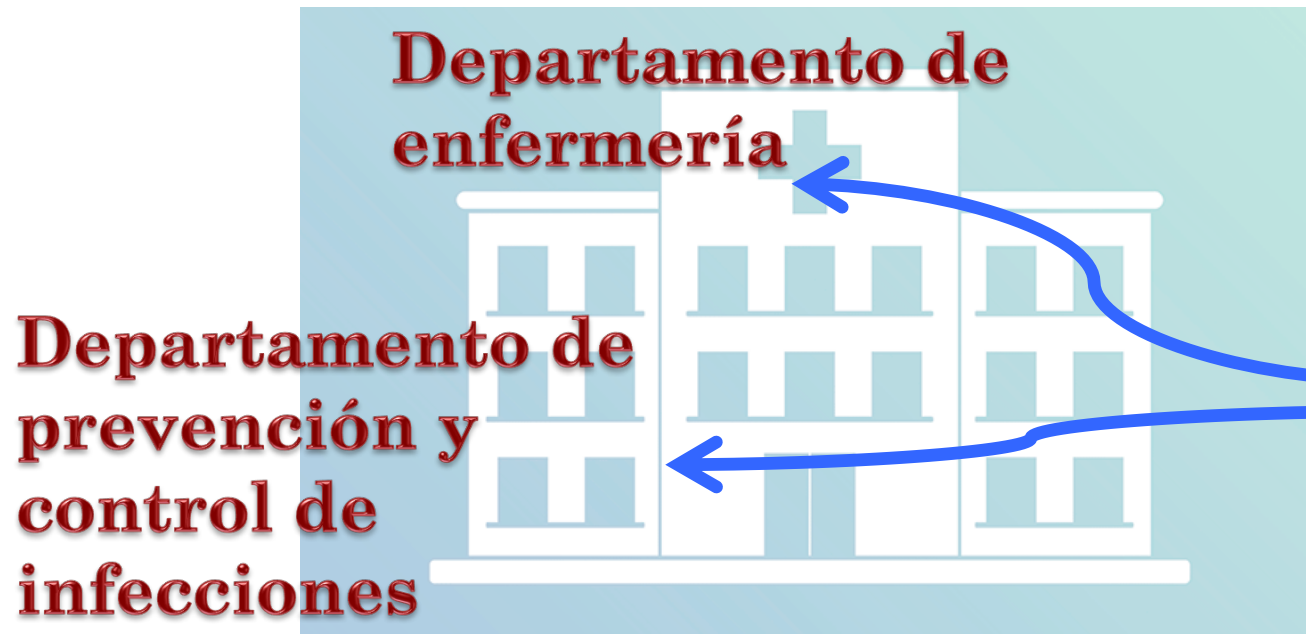 Departamento de
enfermería
Departamento de
prevención y
control de
infecciones